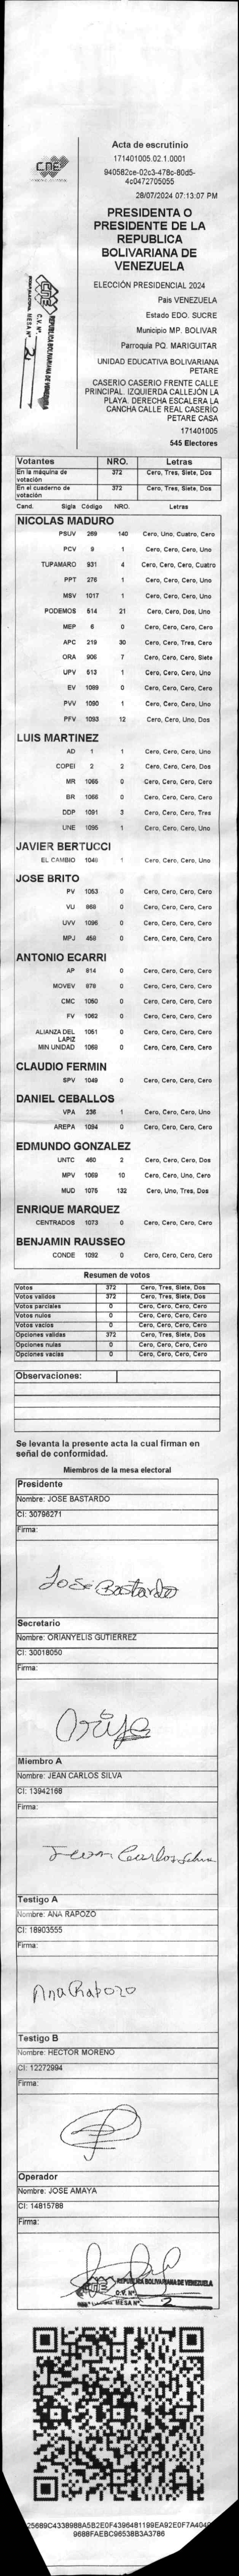 CNE
REPUBLICA BOLIVARIANA DE VENEZUELA
C.V. Nº
MESA Nº 2
Acta de escrutinio
171401005.02.1.0001
940582ce-02c3-478c-80d5-
4c0472705055
28/07/2024 07:13:07 PM
PRESIDENTA O
PRESIDENTE DE LA
REPUBLICA
BOLIVARIANA DE
VENEZUELA
ELECCIÓN PRESIDENCIAL 2024
Pais VENEZUELA
Estado EDO. SUCRE
Municipio MP. BOLIVAR
Parroquia PQ. MARIGUITAR
UNIDAD EDUCATIVA BOLIVARIANA
PETARE
CASERIO CASERIO FRENTE CALLE
PRINCIPAL. IZQUIERDA CALLEJÓN LA
PLAYA. DERECHA ESCALERA LA
CANCHA CALLE REAL CASERIO
PETARE CASA
171401005
545 Electores
Votantes NRO. Letras
En la máquina de votación 372 Cero, Tres, Siete, Dos
En el cuaderno de votación 372 Cero, Tres, Siete, Dos
Cand. Sigla Código NRO. Letras
NICOLAS MADURO
PSUV 269 140 Cero, Uno, Cuatro, Cero
PCV 9 1 Cero, Cero, Cero, Uno
TUPAMARO 931 4 Cero, Cero, Cero, Cuatro
PPT 276 1 Cero, Cero, Cero, Uno
MSV 1017 1 Cero, Cero, Cero, Uno
PODEMOS 514 21 Cero, Cero, Dos, Uno
MEP 6 0 Cero, Cero, Cero, Cero
APC 219 30 Cero, Cero, Tres, Cero
ORA 906 7 Cero, Cero, Cero, Siete
UPV 513 1 Cero, Cero, Cero, Uno
EV 1089 0 Cero, Cero, Cero, Cero
PVV 1090 1 Cero, Cero, Cero, Uno
PFV 1093 12 Cero, Cero, Uno, Dos
LUIS MARTINEZ
AD 1 1 Cero, Cero, Cero, Uno
COPEI 2 2 Cero, Cero, Cero, Dos
MR 1065 0 Cero, Cero, Cero, Cero
BR 1066 0 Cero, Cero, Cero, Cero
DDP 1091 3 Cero, Cero, Cero, Tres
UNE 1095 1 Cero, Cero, Cero, Uno
JAVIER BERTUCCI
EL CAMBIO 1048 1 Cero, Cero, Cero, Uno
JOSE BRITO
PV 1053 0 Cero, Cero, Cero, Cero
VU 868 0 Cero, Cero, Cero, Cero
UVV 1096 0 Cero, Cero, Cero, Cero
MPJ 458 0 Cero, Cero, Cero, Cero
ANTONIO ECARRI
AP 814 0 Cero, Cero, Cero, Cero
MOVEV 978 0 Cero, Cero, Cero, Cero
CMC 1050 0 Cero, Cero, Cero, Cero
FV 1062 0 Cero, Cero, Cero, Cero
ALIANZA DEL LAPIZ 1051 0 Cero, Cero, Cero, Cero
MIN UNIDAD 1068 0 Cero, Cero, Cero, Cero
CLAUDIO FERMIN
SPV 1049 0 Cero, Cero, Cero, Cero
DANIEL CEBALLOS
VPA 236 1 Cero, Cero, Cero, Uno
AREPA 1094 0 Cero, Cero, Cero, Cero
EDMUNDO GONZALEZ
UNTC 460 2 Cero, Cero, Cero, Dos
MPV 1069 10 Cero, Cero, Uno, Cero
MUD 1075 132 Cero, Uno, Tres, Dos
ENRIQUE MARQUEZ
CENTRADOS 1073 0 Cero, Cero, Cero, Cero
BENJAMIN RAUSSEO
CONDE 1092 0 Cero, Cero, Cero, Cero
Resumen de votos
Votos 372 Cero, Tres, Siete, Dos
Votos validos 372 Cero, Tres, Siete, Dos
Votos parciales 0 Cero, Cero, Cero, Cero
Votos nulos 0 Cero, Cero, Cero, Cero
Votos vacios 0 Cero, Cero, Cero, Cero
Opciones validas 372 Cero, Tres, Siete, Dos
Opciones nulas 0 Cero, Cero, Cero, Cero
Opciones vacias 0 Cero, Cero, Cero, Cero
Observaciones:
Se levanta la presente acta la cual firman en
señal de conformidad.
Miembros de la mesa electoral
Presidente
Nombre: JOSE BASTARDO
CI: 30796271
Firma:
Jose Bastardo
Secretario
Nombre: ORIANYELIS GUTIERREZ
CI: 30018050
Firma:
Miembro A
Nombre: JEAN CARLOS SILVA
CI: 13942166
Firma:
Jean Carlos Silva
Testigo A
Nombre: ANA RAPOZO
CI: 18903555
Firma:
Ana Rapozo
Testigo B
Nombre: HECTOR MORENO
CI: 12272994
Firma:
Operador
Nombre: JOSE AMAYA
CI: 14815788
Firma:
CNE
REPUBLICA BOLIVARIANA DE VENEZUELA
C.V. Nº
MESA Nº 2
9688FAEBC98538B3A3786